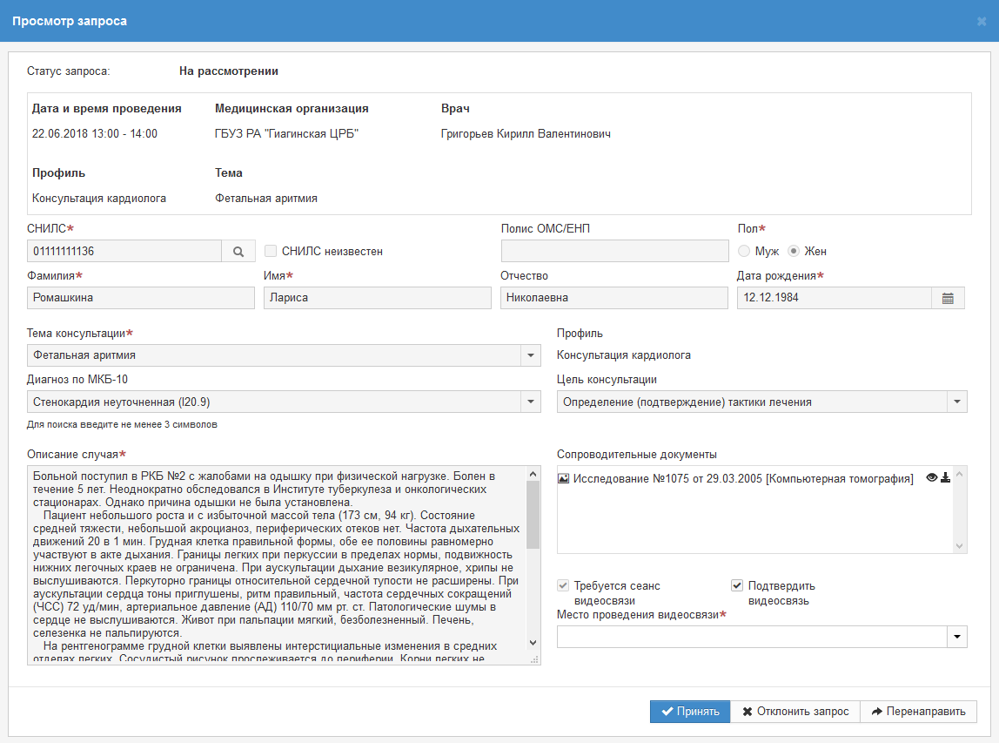 Просмотр запроса
Статус запроса: На рассмотрении
Дата и время проведения Медицинская организация Врач
22.06.2018 13:00 - 14:00 ГБУЗ РА "Гиагинская ЦРБ" Григорьев Кирилл Валентинович
Профиль Тема
Консультация кардиолога Фетальная аритмия
СНИЛС* Полис ОМС/ЕНП Пол*
01111111136 СНИЛС неизвестен Муж Жен
Фамилия* Имя* Отчество Дата рождения*
Ромашкина Лариса Николаевна 12.12.1984
Тема консультации* Профиль
Фетальная аритмия Консультация кардиолога
Диагноз по МКБ-10 Цель консультации
Стенокардия неуточненная (I20.9) Определение (подтверждение) тактики лечения
Для поиска введите не менее 3 символов
Описание случая*
Больной поступил в РКБ №2 с жалобами на одышку при физической нагрузке. Болен в
течение 5 лет. Неоднократно обследовался в Институте туберкулеза и онкологических
стационарах. Однако причина одышки не была установлена.
Пациент небольшого роста и с избыточной массой тела (173 см, 94 кг). Состояние
средней тяжести, небольшой акроцианоз, периферических отеков нет. Частота дыхательных
движений 20 в 1 мин. Грудная клетка правильной формы, обе ее половины равномерно
участвуют в акте дыхания. Границы легких при перкуссии в пределах нормы, подвижность
нижних легочных краев не ограничена. При аускультации дыхание везикулярное, хрипы не
выслушиваются. Перкуторно границы относительной сердечной тупости не расширены. При
аускультации сердца тоны приглушены, ритм правильный, частота сердечных сокращений
(ЧСС) 72 уд/мин, артериальное давление (АД) 110/70 мм рт. ст. Патологические шумы в
сердце не выслушиваются. Живот при пальпации мягкий, безболезненный. Печень,
селезенка не пальпируются.
На рентгенограмме грудной клетки выявлены интерстициальные изменения в средних
отделах легких. Сосудистый рисунок прослеживается до периферии. Корни легких не
Сопроводительные документы
Исследование №1075 от 29.03.2005 [Компьютерная томография]
Требуется сеанс
видеосвязи
Подтвердить
видеосвязь
Место проведения видеосвязи*
Принять Отклонить запрос Перенаправить